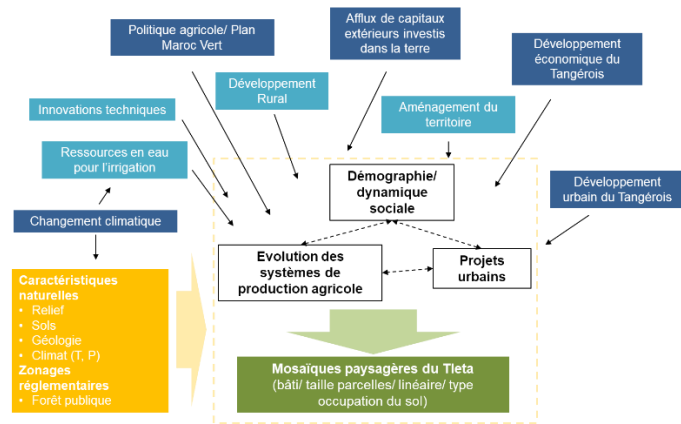 Politique agricole/ Plan
Maroc Vert
Afflux de capitaux
extérieurs investis
dans la terre
Développement
économique du
Tangérois
Développement
Rural
Innovations techniques
Aménagement du
territoire
Ressources en eau
pour l'irrigation
Démographie/
dynamique
sociale
Développement
urbain du Tangérois
Changement climatique
Evolution des
systèmes de
production agricole
Projets
urbains
Caractéristiques
naturelles
• Relief
• Sols
• Géologie
• Climat (T, P)
Zonages
réglementaires
• Forêt publique
Mosaïques paysagères du Tleta
(bâti/ taille parcelles/ linéaire/ type
occupation du sol)